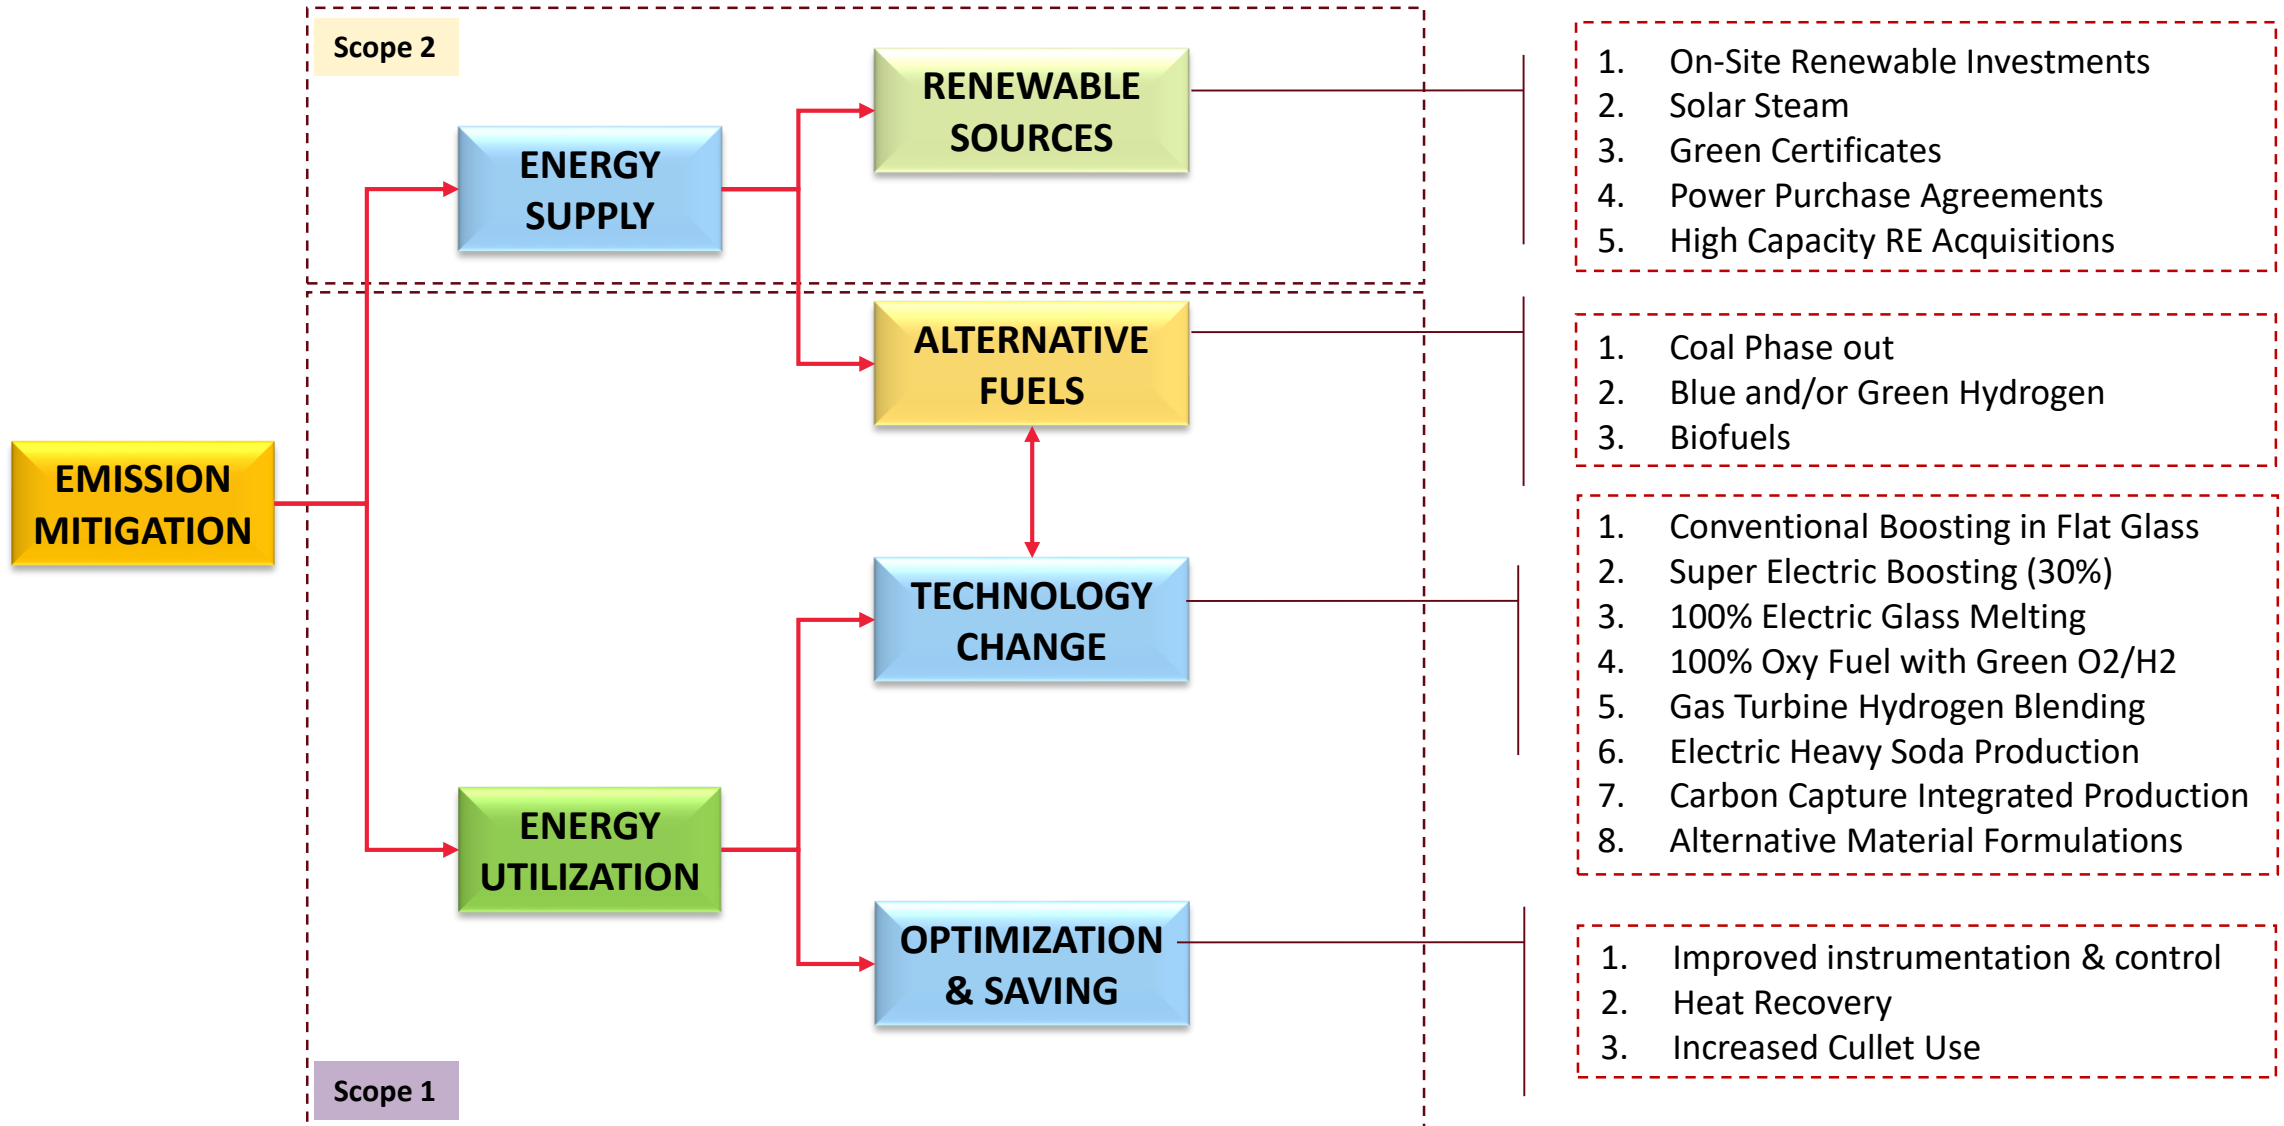 Scope 2
RENEWABLE
SOURCES
ENERGY
SUPPLY
1. On-Site Renewable Investments
2. Solar Steam
3. Green Certificates
4. Power Purchase Agreements
5. High Capacity RE Acquisitions
ALTERNATIVE
FUELS
1. Coal Phase out
2. Blue and/or Green Hydrogen
3. Biofuels
EMISSION
MITIGATION
TECHNOLOGY
CHANGE
1. Conventional Boosting in Flat Glass
2. Super Electric Boosting (30%)
3. 100% Electric Glass Melting
4. 100% Oxy Fuel with Green O2/H2
5. Gas Turbine Hydrogen Blending
6. Electric Heavy Soda Production
7. Carbon Capture Integrated Production
8. Alternative Material Formulations
ENERGY
UTILIZATION
OPTIMIZATION
& SAVING
1. Improved instrumentation & control
2. Heat Recovery
3. Increased Cullet Use
Scope 1